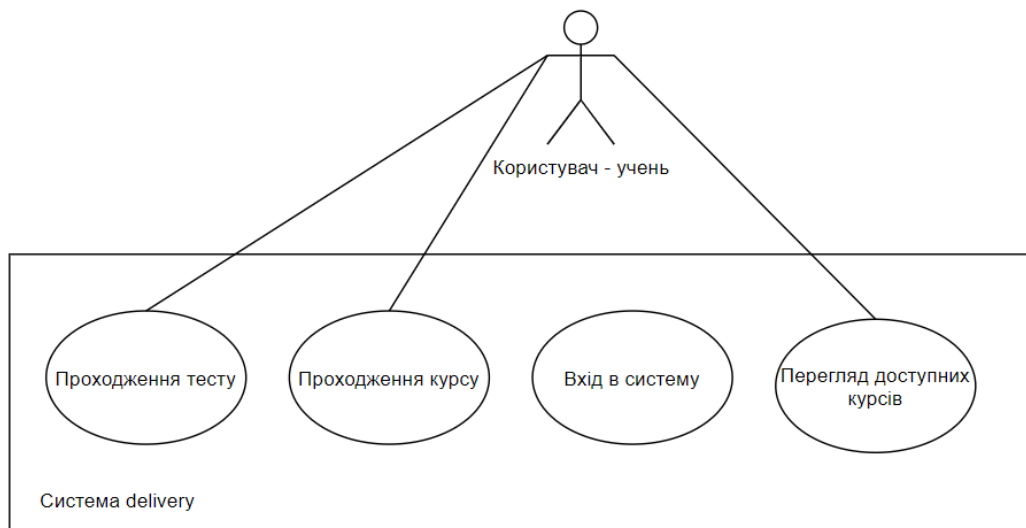 Користувач - учень
Проходження тесту
Проходження курсу
Вхід в систему
Перегляд доступних
курсів
Система delivery